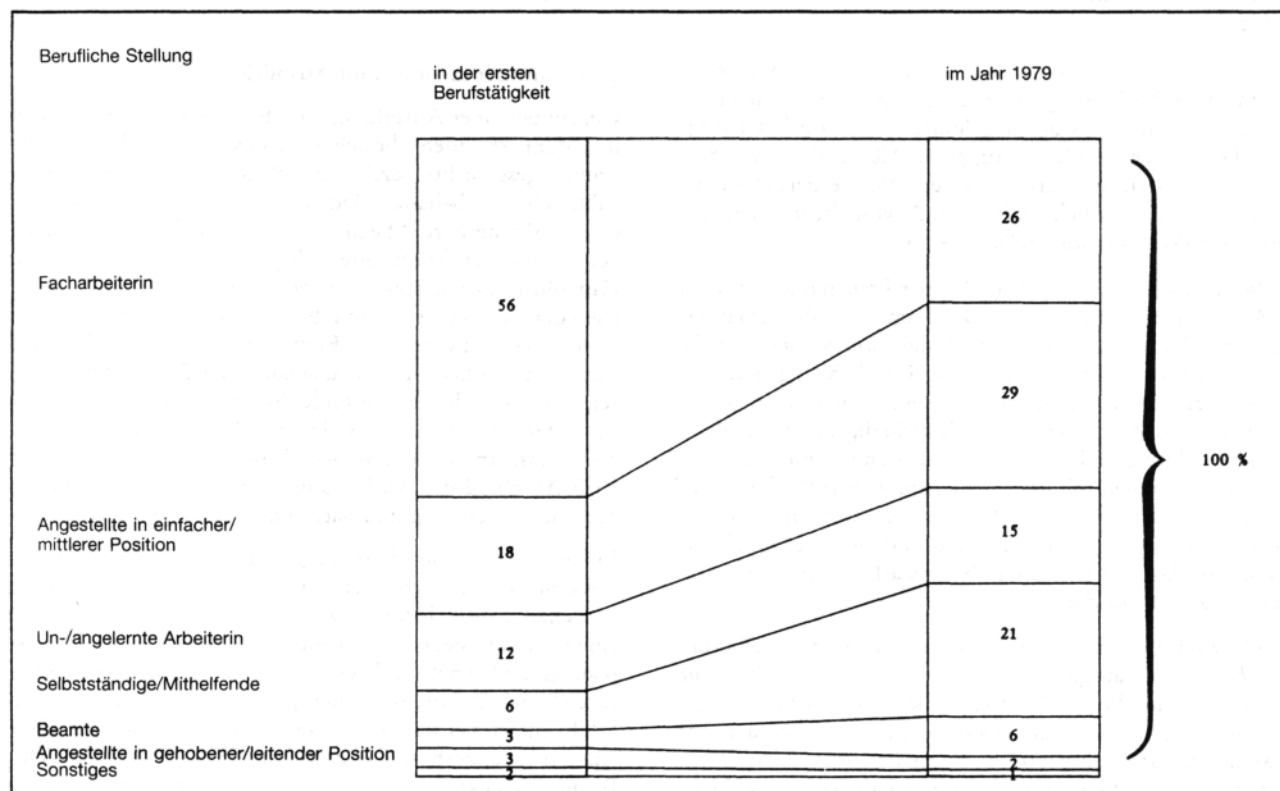 Berufliche Stellung
in der ersten
Berufstätigkeit
im Jahr 1979
26
Facharbeiterin
56
29
100 %
Angestellte in einfacher/
mittlerer Position
18
15
Un-/angelernte Arbeiterin
12
21
Selbstständige/Mithelfende
6
Beamte
3
6
Angestellte in gehobener/leitender Position
3
2
Sonstiges
2
1